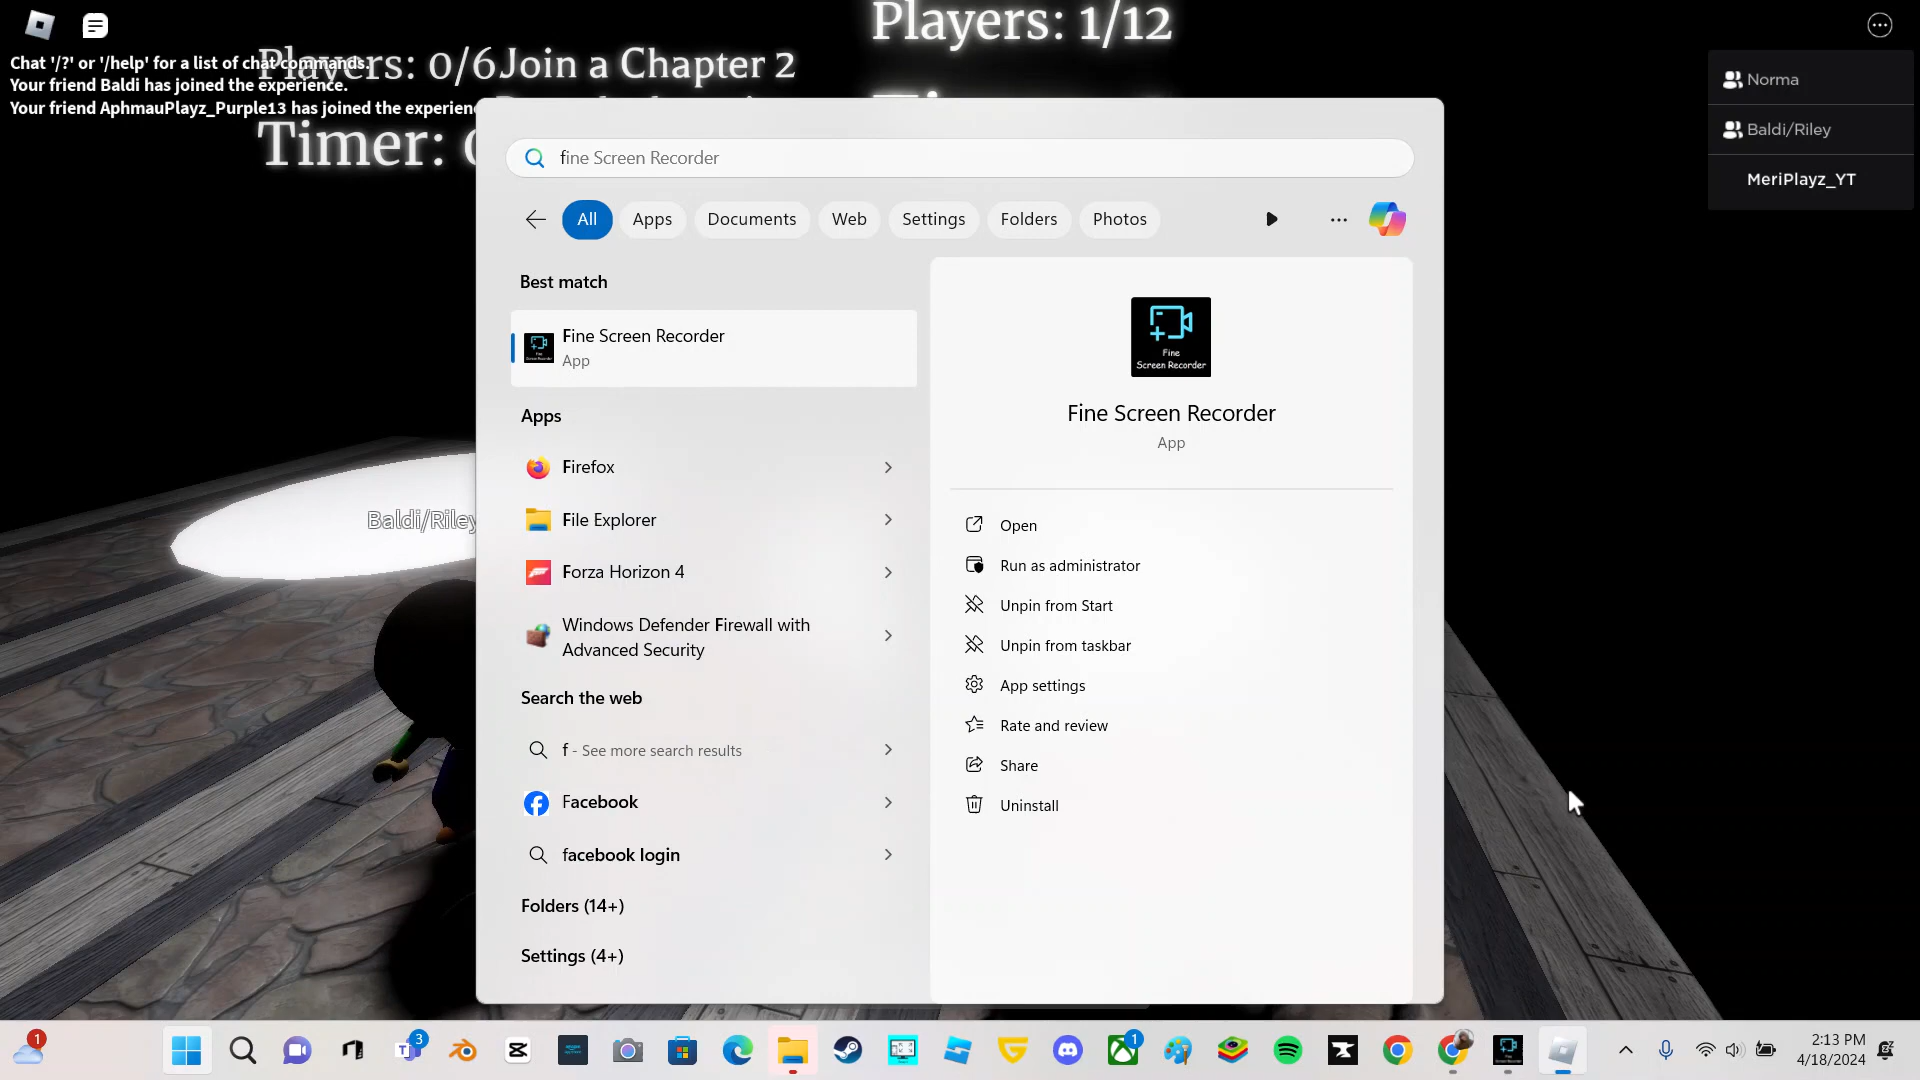 Players: 1/12
Players: 0/6
Join a Chapter 2
Chat '/?' or '/help' for a list of chat commands.
Your friend Baldi has joined the experience.
Your friend AphmauPlayz_Purple13 has joined the experien
Timer:
Norma
Baldi/Riley
MeriPlayz_YT
fine Screen Recorder
All
Apps
Documents
Web
Settings
Folders
Photos
Best match
Fine Screen Recorder
App
Apps
Firefox
File Explorer
Forza Horizon 4
Windows Defender Firewall with
Advanced Security
Search the web
f - See more search results
Facebook
facebook login
Folders (14+)
Settings (4+)
Fine
Screen Recorder
Fine Screen Recorder
App
Open
Run as administrator
Unpin from Start
Unpin from taskbar
App settings
Rate and review
Share
Uninstall
Baldi/Riley
1
3
1
2:13 PM
4/18/2024